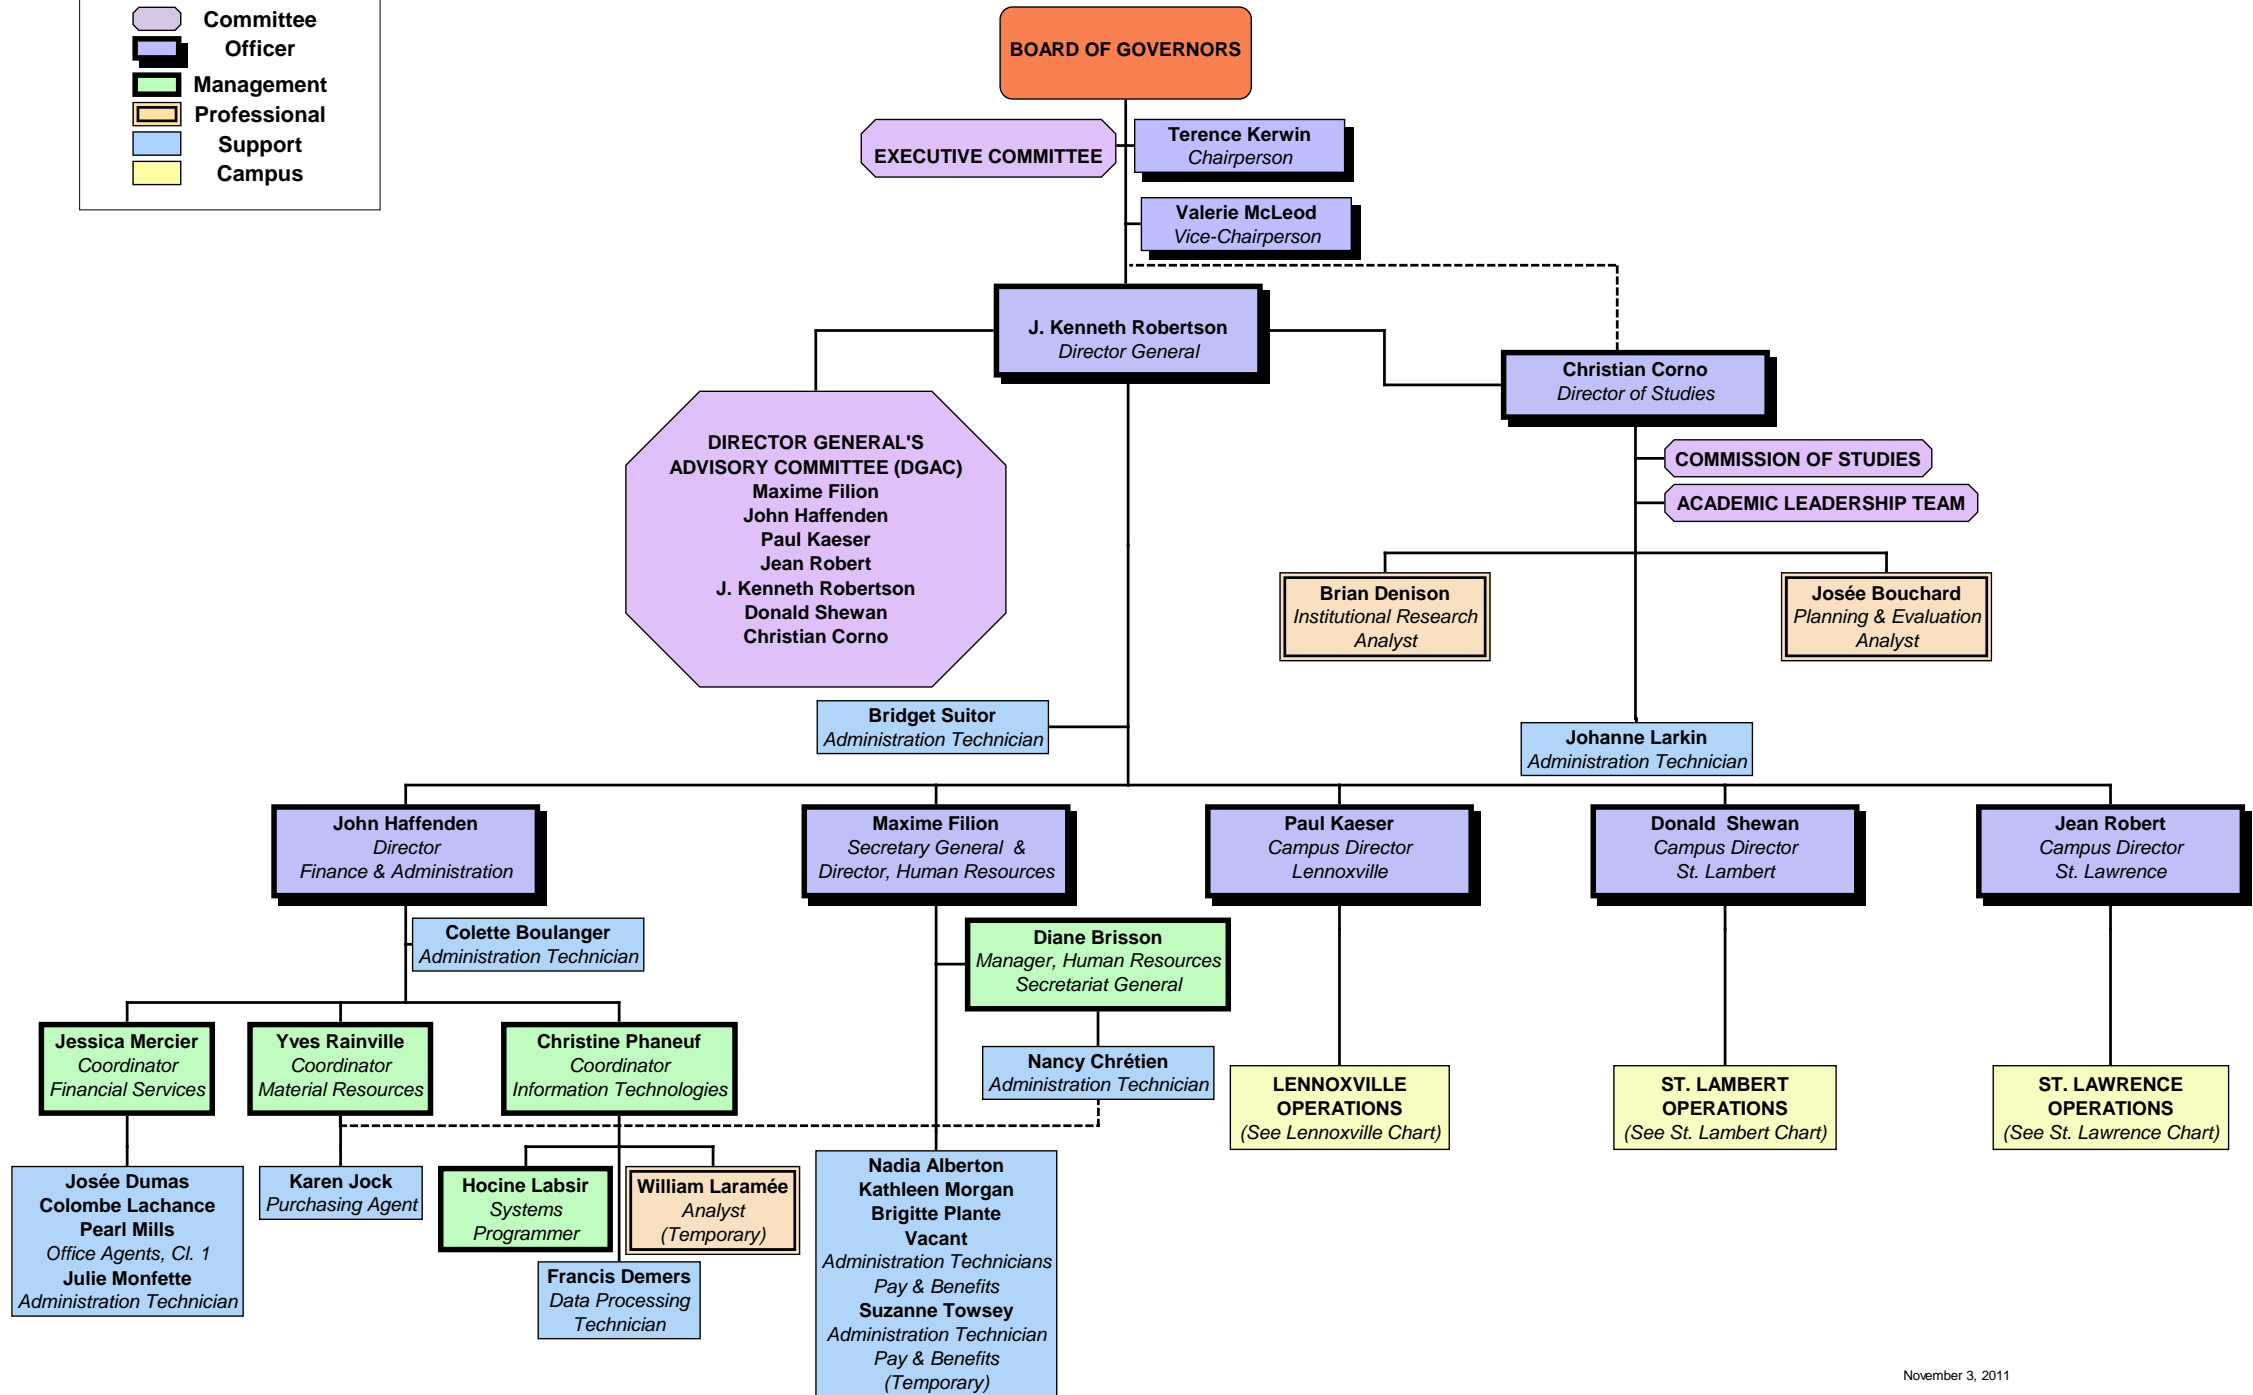 Committee
Officer
Management
Professional
Support
Campus
BOARD OF GOVERNORS
EXECUTIVE COMMITTEE
Terence Kerwin
Chairperson
Valerie McLeod
Vice-Chairperson
J. Kenneth Robertson
Director General
Christian Corno
Director of Studies
DIRECTOR GENERAL'S
ADVISORY COMMITTEE (DGAC)
Maxime Filion
John Haffenden
Paul Kaeser
Jean Robert
J. Kenneth Robertson
Donald Shewan
Christian Corno
COMMISSION OF STUDIES
ACADEMIC LEADERSHIP TEAM
Brian Denison
Institutional Research
Analyst
Josée Bouchard
Planning & Evaluation
Analyst
Bridget Suitor
Administration Technician
Johanne Larkin
Administration Technician
John Haffenden
Director
Finance & Administration
Maxime Filion
Secretary General &
Director, Human Resources
Paul Kaeser
Campus Director
Lennoxville
Donald Shewan
Campus Director
St. Lambert
Jean Robert
Campus Director
St. Lawrence
Colette Boulanger
Administration Technician
Diane Brisson
Manager, Human Resources
Secretariat General
Jessica Mercier
Coordinator
Financial Services
Yves Rainville
Coordinator
Material Resources
Christine Phaneuf
Coordinator
Information Technologies
Nancy Chrétien
Administration Technician
LENNOXVILLE
OPERATIONS
(See Lennoxville Chart)
ST. LAMBERT
OPERATIONS
(See St. Lambert Chart)
ST. LAWRENCE
OPERATIONS
(See St. Lawrence Chart)
Josée Dumas
Colombe Lachance
Pearl Mills
Office Agents, Cl. 1
Julie Monfette
Administration Technician
Karen Jock
Purchasing Agent
Hocine Labsir
Systems
Programmer
William Laramée
Analyst
(Temporary)
Francis Demers
Data Processing
Technician
Nadia Alberton
Kathleen Morgan
Brigitte Plante
Vacant
Administration Technicians
Pay & Benefits
Suzanne Towsey
Administration Technician
Pay & Benefits
(Temporary)
November 3, 2011